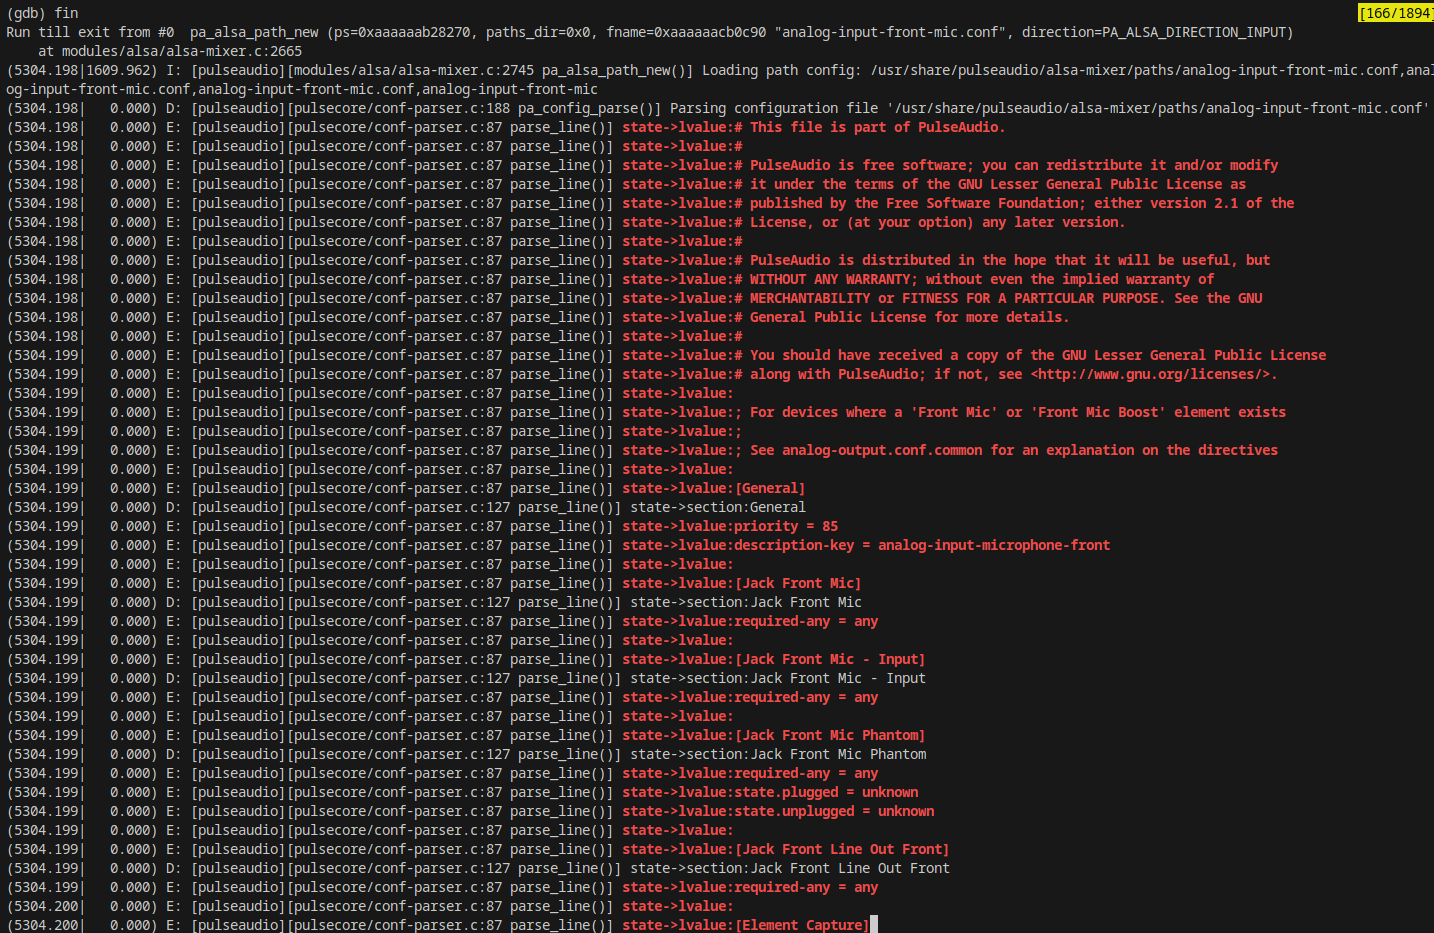 (gdb) fin
[166/1894]
Run till exit from #0  pa_alsa_path_new (ps=0xaaaaaab28270, paths_dir=0x0, fname=0xaaaaaacb0c90 "analog-input-front-mic.conf", direction=PA_ALSA_DIRECTION_INPUT)
    at modules/alsa/alsa-mixer.c:2665
(5304.198|1609.962) I: [pulseaudio][modules/alsa/alsa-mixer.c:2745 pa_alsa_path_new()] Loading path config: /usr/share/pulseaudio/alsa-mixer/paths/analog-input-front-mic.conf,anal
og-input-front-mic.conf,analog-input-front-mic.conf,analog-input-front-mic
(5304.198|   0.000) D: [pulseaudio][pulsecore/conf-parser.c:188 pa_config_parse()] Parsing configuration file '/usr/share/pulseaudio/alsa-mixer/paths/analog-input-front-mic.conf'
(5304.198|   0.000) E: [pulseaudio][pulsecore/conf-parser.c:87 parse_line()] state->lvalue:# This file is part of PulseAudio.
(5304.198|   0.000) E: [pulseaudio][pulsecore/conf-parser.c:87 parse_line()] state->lvalue:#
(5304.198|   0.000) E: [pulseaudio][pulsecore/conf-parser.c:87 parse_line()] state->lvalue:# PulseAudio is free software; you can redistribute it and/or modify
(5304.198|   0.000) E: [pulseaudio][pulsecore/conf-parser.c:87 parse_line()] state->lvalue:# it under the terms of the GNU Lesser General Public License as
(5304.198|   0.000) E: [pulseaudio][pulsecore/conf-parser.c:87 parse_line()] state->lvalue:# published by the Free Software Foundation; either version 2.1 of the
(5304.198|   0.000) E: [pulseaudio][pulsecore/conf-parser.c:87 parse_line()] state->lvalue:# License, or (at your option) any later version.
(5304.198|   0.000) E: [pulseaudio][pulsecore/conf-parser.c:87 parse_line()] state->lvalue:#
(5304.198|   0.000) E: [pulseaudio][pulsecore/conf-parser.c:87 parse_line()] state->lvalue:# PulseAudio is distributed in the hope that it will be useful, but
(5304.198|   0.000) E: [pulseaudio][pulsecore/conf-parser.c:87 parse_line()] state->lvalue:# WITHOUT ANY WARRANTY; without even the implied warranty of
(5304.198|   0.000) E: [pulseaudio][pulsecore/conf-parser.c:87 parse_line()] state->lvalue:# MERCHANTABILITY or FITNESS FOR A PARTICULAR PURPOSE. See the GNU
(5304.198|   0.000) E: [pulseaudio][pulsecore/conf-parser.c:87 parse_line()] state->lvalue:# General Public License for more details.
(5304.198|   0.000) E: [pulseaudio][pulsecore/conf-parser.c:87 parse_line()] state->lvalue:#
(5304.199|   0.000) E: [pulseaudio][pulsecore/conf-parser.c:87 parse_line()] state->lvalue:# You should have received a copy of the GNU Lesser General Public License
(5304.199|   0.000) E: [pulseaudio][pulsecore/conf-parser.c:87 parse_line()] state->lvalue:# along with PulseAudio; if not, see <http://www.gnu.org/licenses/>.
(5304.199|   0.000) E: [pulseaudio][pulsecore/conf-parser.c:87 parse_line()] state->lvalue:
(5304.199|   0.000) E: [pulseaudio][pulsecore/conf-parser.c:87 parse_line()] state->lvalue:; For devices where a 'Front Mic' or 'Front Mic Boost' element exists
(5304.199|   0.000) E: [pulseaudio][pulsecore/conf-parser.c:87 parse_line()] state->lvalue:;
(5304.199|   0.000) E: [pulseaudio][pulsecore/conf-parser.c:87 parse_line()] state->lvalue:; See analog-output.conf.common for an explanation on the directives
(5304.199|   0.000) E: [pulseaudio][pulsecore/conf-parser.c:87 parse_line()] state->lvalue:
(5304.199|   0.000) E: [pulseaudio][pulsecore/conf-parser.c:87 parse_line()] state->lvalue:[General]
(5304.199|   0.000) D: [pulseaudio][pulsecore/conf-parser.c:127 parse_line()] state->section:General
(5304.199|   0.000) E: [pulseaudio][pulsecore/conf-parser.c:87 parse_line()] state->lvalue:priority = 85
(5304.199|   0.000) E: [pulseaudio][pulsecore/conf-parser.c:87 parse_line()] state->lvalue:description-key = analog-input-microphone-front
(5304.199|   0.000) E: [pulseaudio][pulsecore/conf-parser.c:87 parse_line()] state->lvalue:
(5304.199|   0.000) E: [pulseaudio][pulsecore/conf-parser.c:87 parse_line()] state->lvalue:[Jack Front Mic]
(5304.199|   0.000) D: [pulseaudio][pulsecore/conf-parser.c:127 parse_line()] state->section:Jack Front Mic
(5304.199|   0.000) E: [pulseaudio][pulsecore/conf-parser.c:87 parse_line()] state->lvalue:required-any = any
(5304.199|   0.000) E: [pulseaudio][pulsecore/conf-parser.c:87 parse_line()] state->lvalue:
(5304.199|   0.000) E: [pulseaudio][pulsecore/conf-parser.c:87 parse_line()] state->lvalue:[Jack Front Mic - Input]
(5304.199|   0.000) D: [pulseaudio][pulsecore/conf-parser.c:127 parse_line()] state->section:Jack Front Mic - Input
(5304.199|   0.000) E: [pulseaudio][pulsecore/conf-parser.c:87 parse_line()] state->lvalue:required-any = any
(5304.199|   0.000) E: [pulseaudio][pulsecore/conf-parser.c:87 parse_line()] state->lvalue:
(5304.199|   0.000) E: [pulseaudio][pulsecore/conf-parser.c:87 parse_line()] state->lvalue:[Jack Front Mic Phantom]
(5304.199|   0.000) D: [pulseaudio][pulsecore/conf-parser.c:127 parse_line()] state->section:Jack Front Mic Phantom
(5304.199|   0.000) E: [pulseaudio][pulsecore/conf-parser.c:87 parse_line()] state->lvalue:required-any = any
(5304.199|   0.000) E: [pulseaudio][pulsecore/conf-parser.c:87 parse_line()] state->lvalue:state.plugged = unknown
(5304.199|   0.000) E: [pulseaudio][pulsecore/conf-parser.c:87 parse_line()] state->lvalue:state.unplugged = unknown
(5304.199|   0.000) E: [pulseaudio][pulsecore/conf-parser.c:87 parse_line()] state->lvalue:
(5304.199|   0.000) E: [pulseaudio][pulsecore/conf-parser.c:87 parse_line()] state->lvalue:[Jack Front Line Out Front]
(5304.199|   0.000) D: [pulseaudio][pulsecore/conf-parser.c:127 parse_line()] state->section:Jack Front Line Out Front
(5304.199|   0.000) E: [pulseaudio][pulsecore/conf-parser.c:87 parse_line()] state->lvalue:required-any = any
(5304.200|   0.000) E: [pulseaudio][pulsecore/conf-parser.c:87 parse_line()] state->lvalue:
(5304.200|   0.000) E: [pulseaudio][pulsecore/conf-parser.c:87 parse_line()] state->lvalue:[Element Capture]